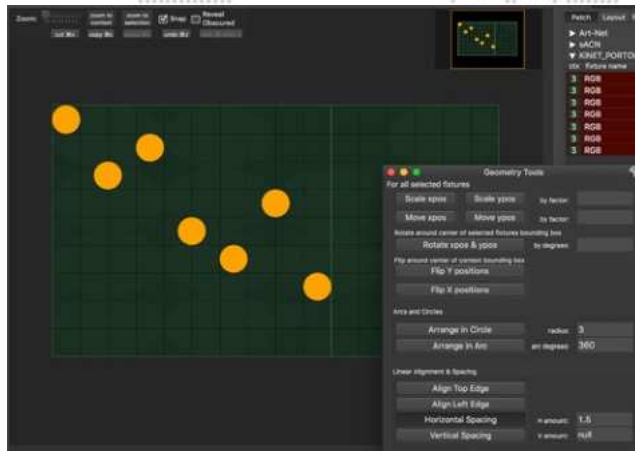 Zoom:
zoom to content
zoom to selection
Snap
Reveal Obscured
cut ⌘x
copy ⌘c
undo ⌘z
Patch Layout
▶ Art-Net
▶ sACN
▼ KINET_PORTO
fixture name
3 RGB
3 RGB
3 RGB
3 RGB
3 RGB
3 RGB
3 RGB
Geometry Tools
For all selected fixtures
Scale xpos Scale ypos by factor:
Move xpos Move ypos by factor:
Rotate around center of selected fixtures bounding box
Rotate xpos & ypos by degrees:
Flip around center of context bounding box
Flip Y positions
Flip X positions
Arcs and Circles
Arrange in Circle radius: 3
Arrange in Arc arc degrees: 360
Linear Alignment & Spacing
Align Top Edge
Align Left Edge
Horizontal Spacing H amount: 1.5
Vertical Spacing V amount: null